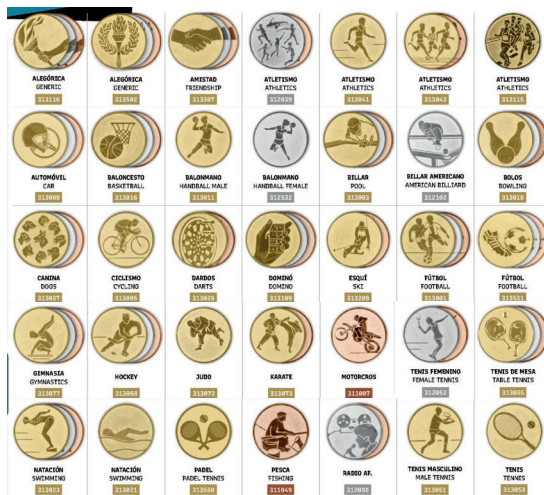 ALEGÓRICA
GENERIC
313116
ALEGÓRICA
GENERIC
313502
AMISTAD
FRIENDSHIP
313307
ATLETISMO
ATHLETICS
312039
ATLETISMO
ATHLETICS
313041
ATLETISMO
ATHLETICS
313043
ATLETISMO
ATHLETICS
313115
AUTOMÓVIL
CAR
313009
BALONCESTO
BASKETBALL
313016
BALONMANO
HANDBALL MALE
313011
BALONMANO
HANDBALL FEMALE
312532
BILLAR
POOL
313003
BILLAR AMERICANO
AMERICAN BILLIARD
312102
BOLOS
BOWLING
313018
CANINA
DOGS
313037
CICLISMO
CYCLING
313005
DARDOS
DARTS
313028
DOMINÓ
DOMINO
313109
ESQUÍ
SKI
313209
FÚTBOL
FOOTBALL
313001
FÚTBOL
FOOTBALL
313531
GIMNASIA
GYMNASTICS
313077
HOCKEY
313068
JUDO
313072
KARATE
313073
MOTORCROS
311007
TENIS FEMENINO
FEMALE TENNIS
312052
TENIS DE MESA
TABLE TENNIS
313055
NATACIÓN
SWIMMING
313023
NATACIÓN
SWIMMING
313021
PADEL
PADEL TENNIS
313550
PESCA
FISHING
311049
RADIO AF.
312088
TENIS MASCULINO
MALE TENNIS
313051
TENIS
TENNIS
313053